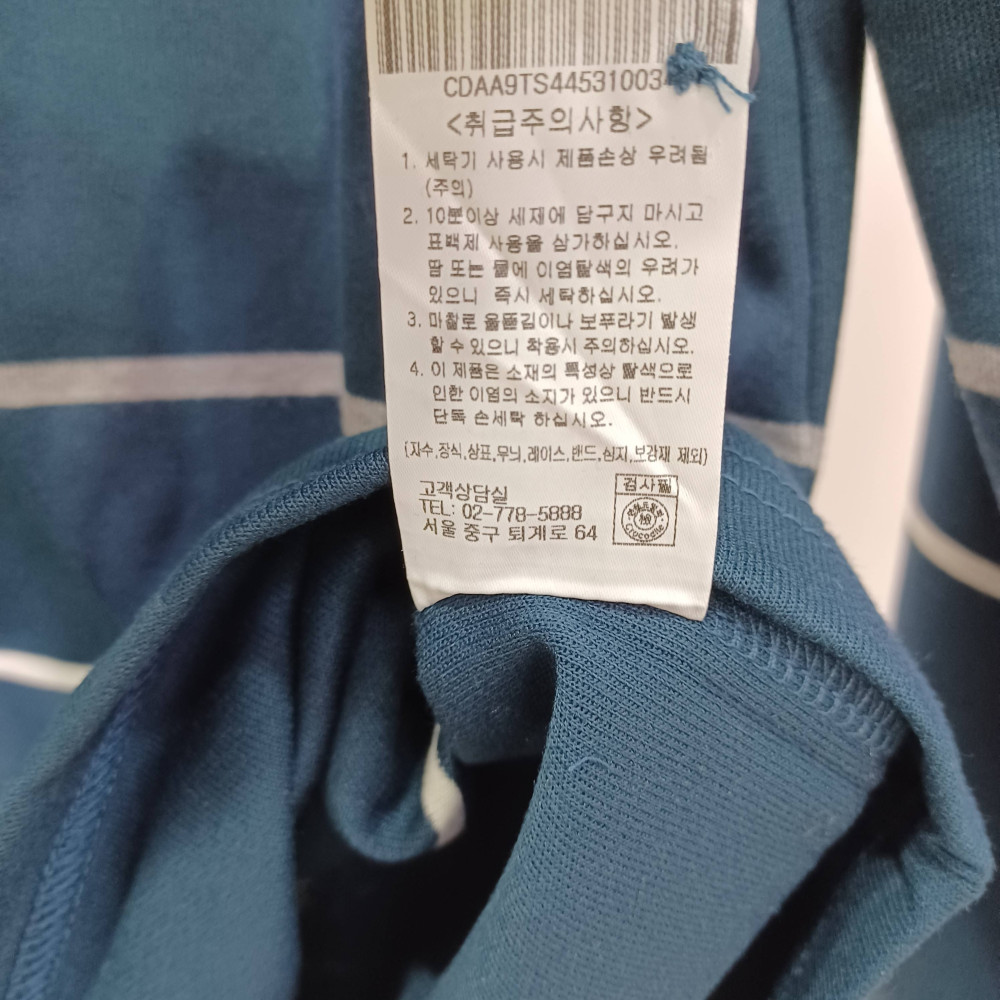 CDAA9TS44531003
<취급주의사항>
1. 세탁기 사용시 제품손상 우려됨
(주의)
2. 10분이상 세제에 담구지 마시고
표백제 사용을 삼가하십시오.
땀 또는 물에 이염탈색의 우려가
있으니 즉시 세탁하십시오.
3. 마찰로 올뜯김이나 보푸라기 발생
할 수 있으니 착용시 주의하십시오.
4. 이 제품은 소재의 특성상 탈색으로
인한 이염의 소지가 있으니 반드시
단독 손세탁 하십시오.
(자수,장식,상표,무늬,레이스,밴드,심지,보강재 제외)
고객상담실
검사필
TEL: 02-778-5888
서울 중구 퇴계로 64
Crocodile